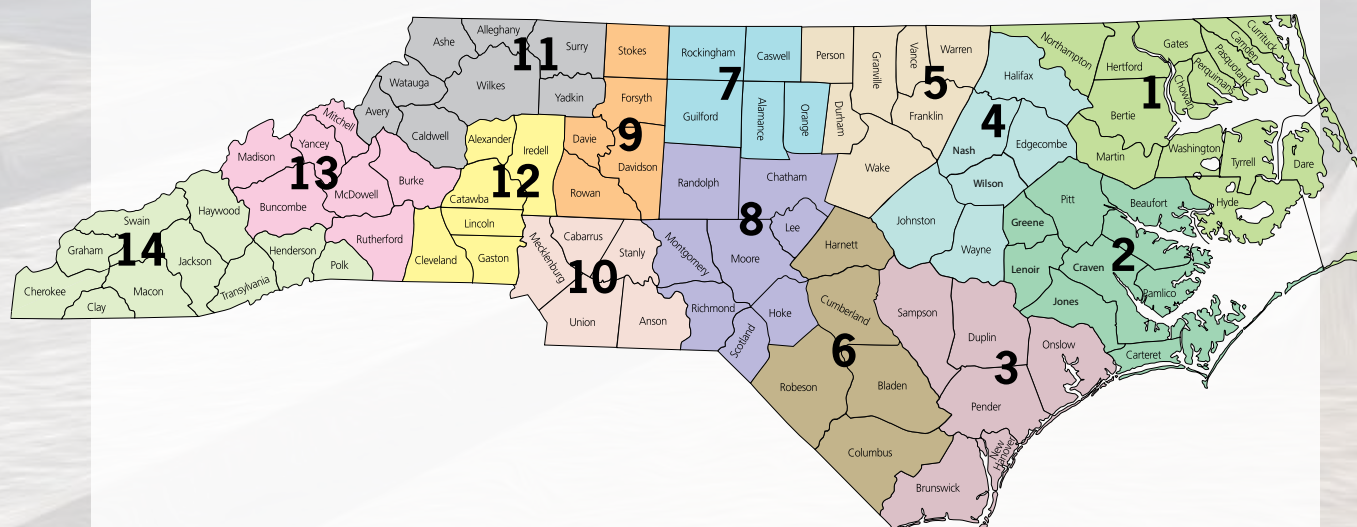 Alleghany
Ashe
11
Surry
Watauga
Wilkes
Yadkin
Avery
Caldwell
Stokes
Forsyth
9
Davie
Davidson
Rowan
Rockingham
Caswell
7
Guilford
Alamance
Orange
Person
Granville
Vance
Warren
5
Franklin
Durham
Wake
Halifax
4
Nash
Edgecombe
Wilson
Johnston
Wayne
Northampton
Gates
Hertford
Currituck
Camden
Pasquotank
Perquimans
Chowan
1
Bertie
Martin
Washington
Tyrrell
Dare
Hyde
Mitchell
Yancey
Madison
13
McDowell
Burke
Buncombe
Rutherford
Alexander
Iredell
12
Catawba
Lincoln
Cleveland
Gaston
Swain
Haywood
Graham
14
Jackson
Henderson
Polk
Cherokee
Macon
Transylvania
Clay
Mecklenburg
Cabarrus
Stanly
10
Union
Anson
Randolph
Chatham
8
Lee
Montgomery
Moore
Richmond
Hoke
Scotland
Harnett
Cumberland
6
Robeson
Bladen
Columbus
Pitt
Beaufort
Greene
Lenoir
Craven
2
Pamlico
Jones
Carteret
Sampson
Duplin
Onslow
3
Pender
New
Hanover
Brunswick